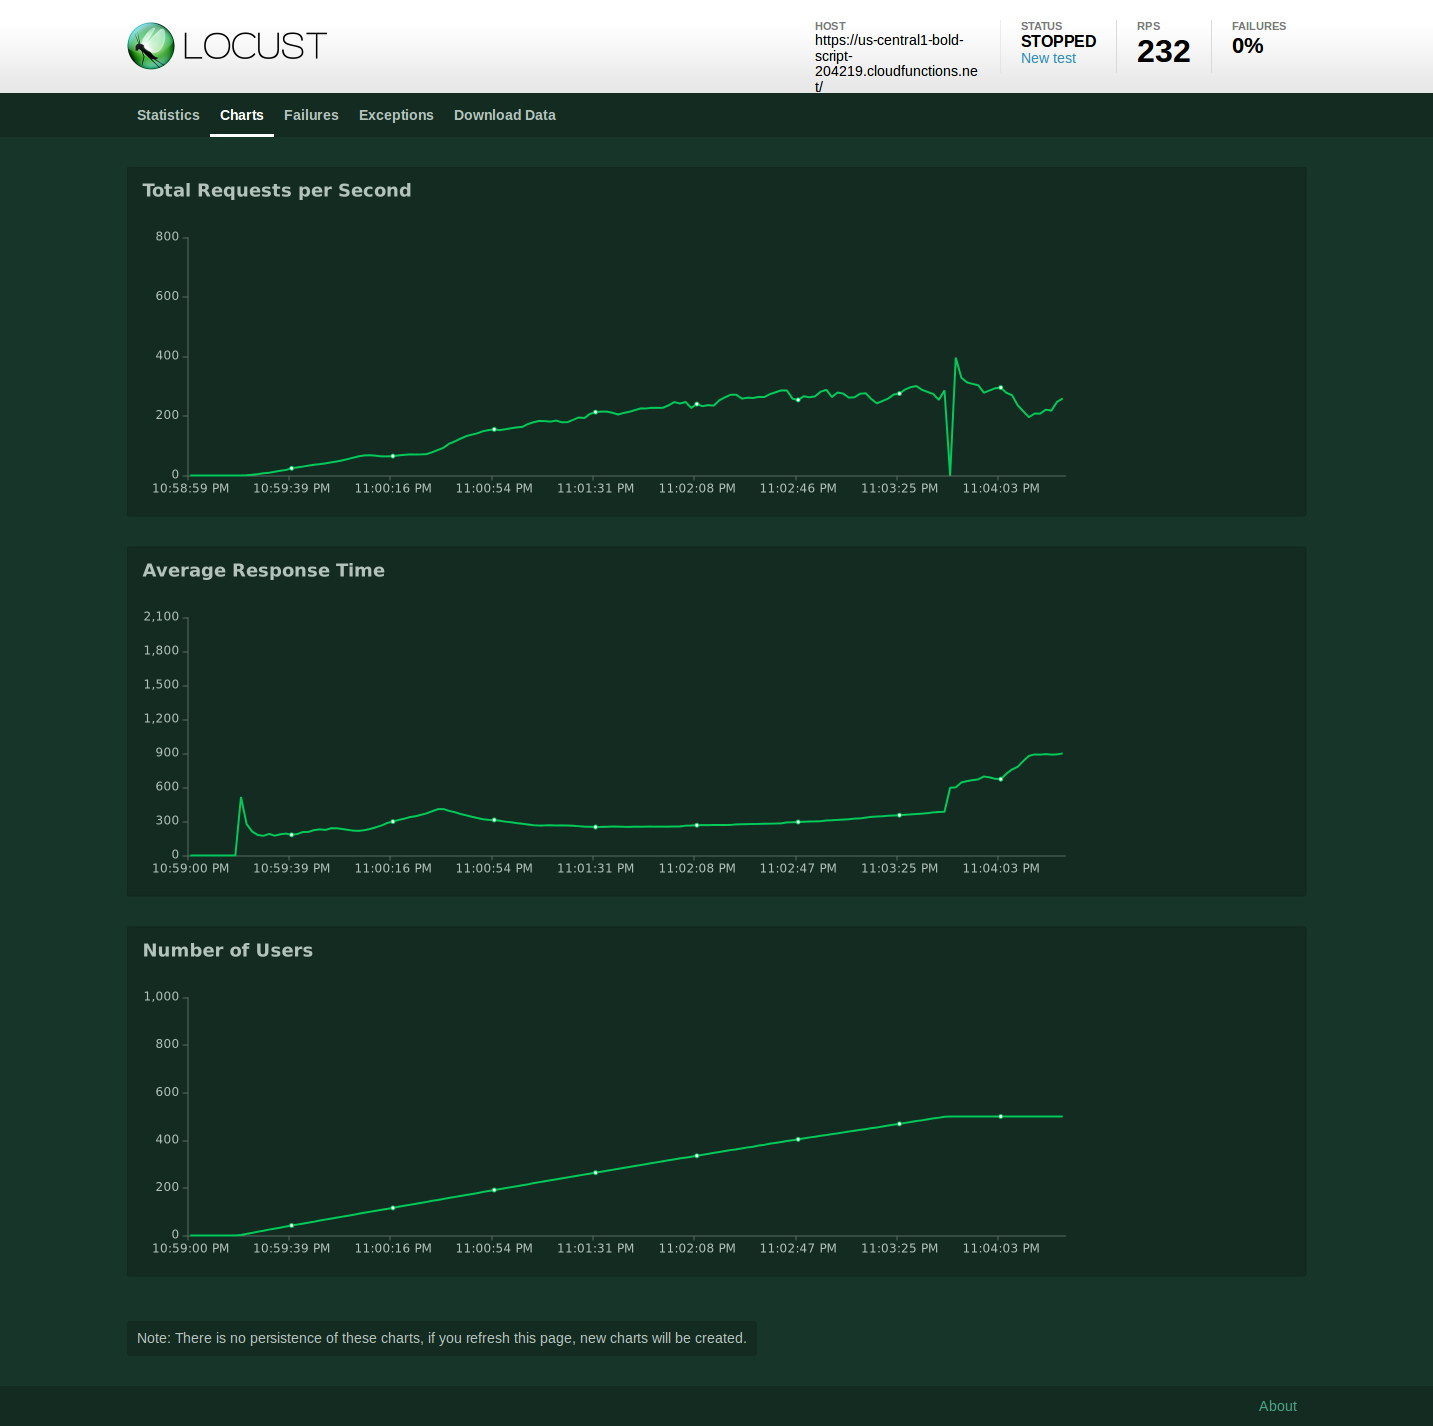 LOCUST
HOST
https://us-central1-bold-
script-
204219.cloudfunctions.ne
t/
STATUS
STOPPED
New test
RPS
232
FAILURES
0%
Statistics Charts Failures Exceptions Download Data
Total Requests per Second
800
600
400
200
0
10:58:59 PM 10:59:39 PM 11:00:16 PM 11:00:54 PM 11:01:31 PM 11:02:08 PM 11:02:46 PM 11:03:25 PM 11:04:03 PM
Average Response Time
2,100
1,800
1,500
1,200
900
600
300
0
10:59:00 PM 10:59:39 PM 11:00:16 PM 11:00:54 PM 11:01:31 PM 11:02:08 PM 11:02:47 PM 11:03:25 PM 11:04:03 PM
Number of Users
1,000
800
600
400
200
0
10:59:00 PM 10:59:39 PM 11:00:16 PM 11:00:54 PM 11:01:31 PM 11:02:08 PM 11:02:47 PM 11:03:25 PM 11:04:03 PM
Note: There is no persistence of these charts, if you refresh this page, new charts will be created.
About